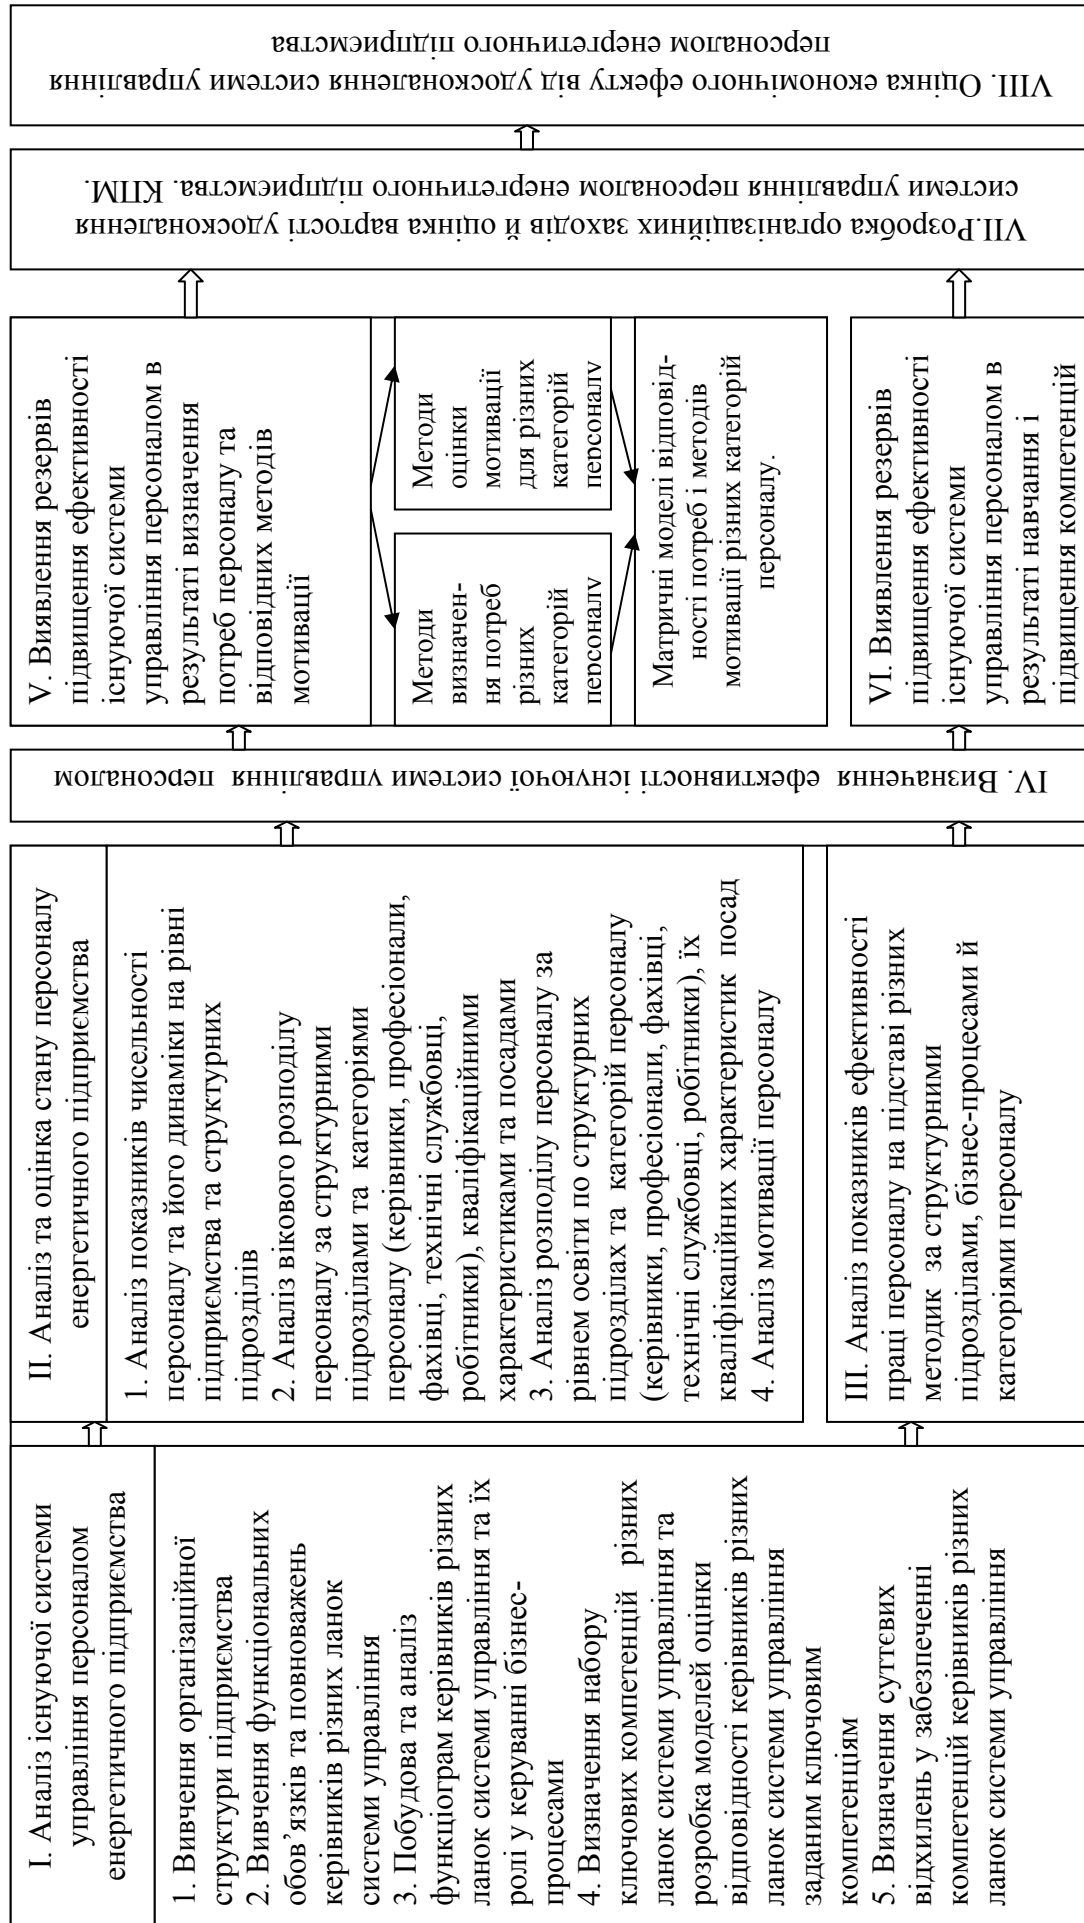 І. Аналіз існуючої системи
управління персоналом
енергетичного підприємства
1. Вивчення організаційної
структури підприємства
2. Вивчення функціональних
обов’язків та повноважень
керівників різних ланок
системи управління
3. Побудова та аналіз
функціограм керівників різних
ланок системи управління та їх
ролі у керуванні бізнес-
процесами
4. Визначення набору
ключових компетенцій різних
ланок системи управління та
розробка моделей оцінки
відповідності керівників різних
ланок системи управління
заданим ключовим
компетенціям
5. Визначення суттєвих
відхилень у забезпеченні
компетенцій керівників різних
ланок системи управління
ІІ. Аналіз та оцінка стану персоналу
енергетичного підприємства
1. Аналіз показників чисельності
персоналу та його динаміки на рівні
підприємства та структурних
підрозділів
2. Аналіз вікового розподілу
персоналу за структурними
підрозділами та категоріями
персоналу (керівники, професіонали,
фахівці, технічні службовці,
робітники), кваліфікаційними
характеристиками та посадами
3. Аналіз розподілу персоналу за
рівнем освіти по структурних
підрозділах та категорій персоналу
(керівники, професіонали, фахівці,
технічні службовці, робітники), їх
кваліфікаційних характеристик посад
4. Аналіз мотивації персоналу
ІІІ. Аналіз показників ефективності
праці персоналу на підставі різних
методик за структурними
підрозділами, бізнес-процесами й
категоріями персоналу
IV. Визначення ефективності існуючої системи управління персоналом
V. Виявлення резервів
підвищення ефективності
існуючої системи
управління персоналом в
результаті визначення
потреб персоналу та
відповідних методів
мотивації
Методи
визначен-
ня потреб
різних
категорій
персоналу
Методи
оцінки
мотивації
для різних
категорій
персоналу
Матричні моделі відповід-
ності потреб і методів
мотивації різних категорій
персоналу.
VI. Виявлення резервів
підвищення ефективності
існуючої системи
управління персоналом в
результаті навчання і
підвищення компетенцій
VII.Розробка організаційних заходів й оцінка вартості удосконалення
системи управління персоналом енергетичного підприємства. КПМ.
VIII. Оцінка економічного ефекту від удосконалення системи управління
персоналом енергетичного підприємства